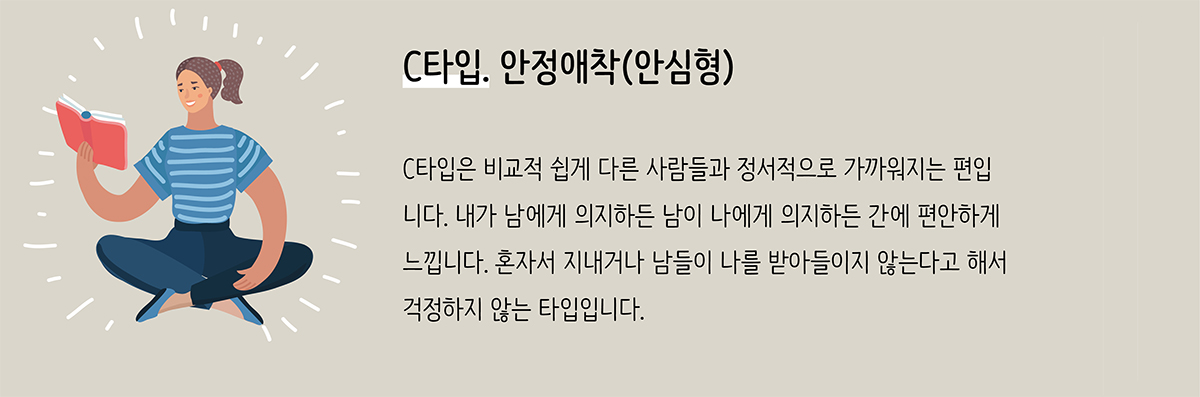 C타입. 안정애착(안심형)
C타입은 비교적 쉽게 다른 사람들과 정서적으로 가까워지는 편입
니다. 내가 남에게 의지하든 남이 나에게 의지하든 간에 편안하게
느낍니다. 혼자서 지내거나 남들이 나를 받아들이지 않는다고 해서
걱정하지 않는 타입입니다.